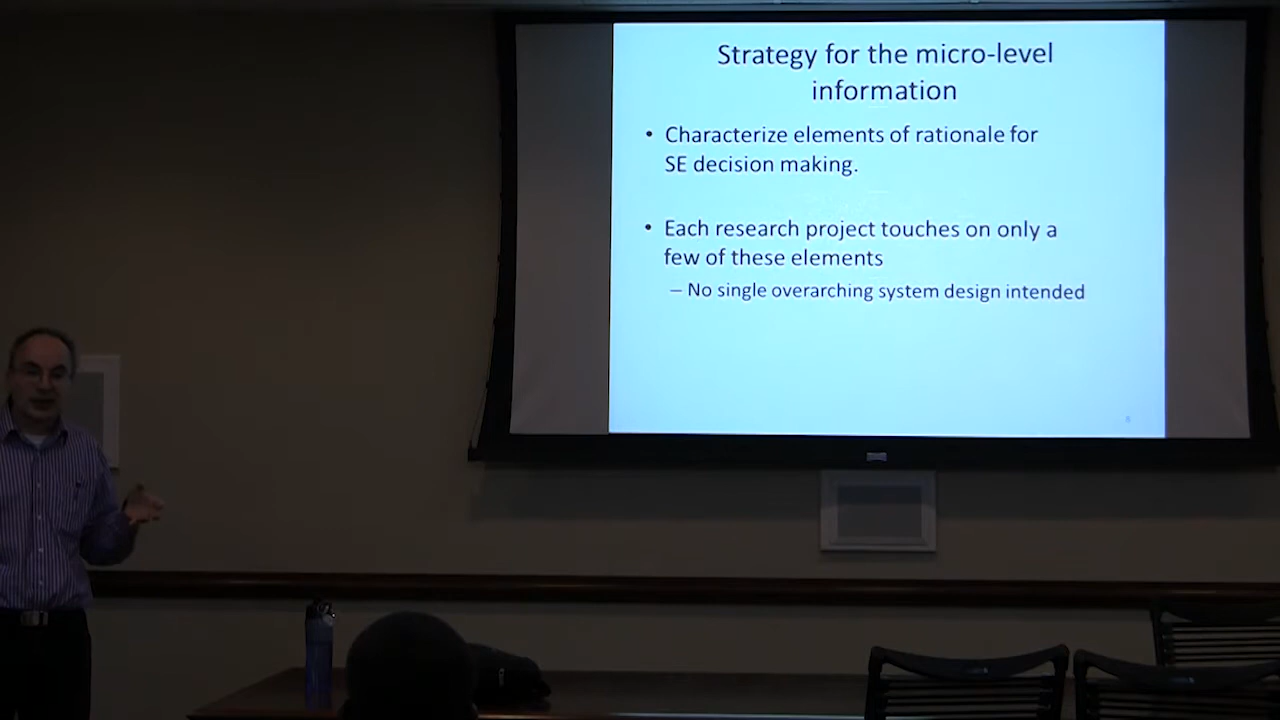 Strategy for the micro-level
information
• Characterize elements of rationale for
SE decision making.
• Each research project touches on only a
few of these elements
– No single overarching system design intended